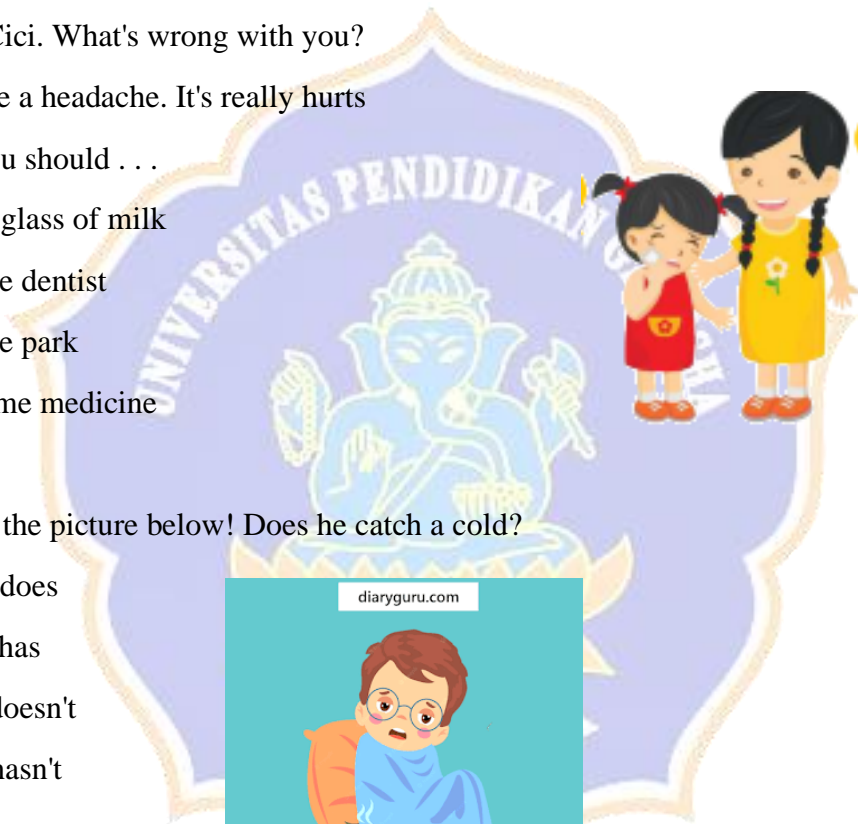 Cici. What's wrong with you?
e a headache. It's really hurts
u should . . .
glass of milk
e dentist
e park
me medicine
the picture below! Does he catch a cold?
does
has
doesn't
hasn't
diaryguru.com
UNIVERSITAS PENDIDIKAN G
SHA